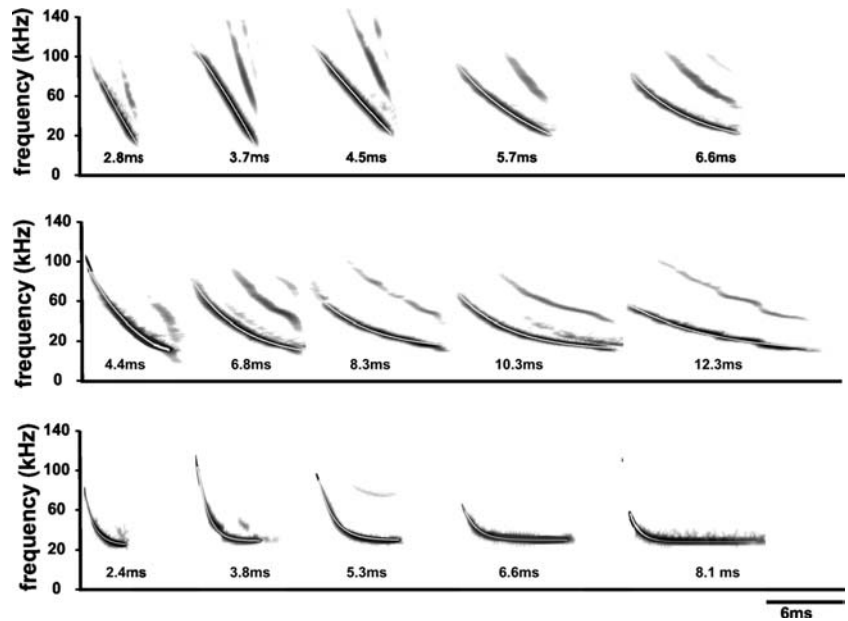 frequency (kHz)
140
100
60
20
0
2.8ms 3.7ms 4.5ms 5.7ms 6.6ms
frequency (kHz)
140
100
60
20
0
4.4ms 6.8ms 8.3ms 10.3ms 12.3ms
frequency (kHz)
140
100
60
20
0
2.4ms 3.8ms 5.3ms 6.6ms 8.1 ms
6ms